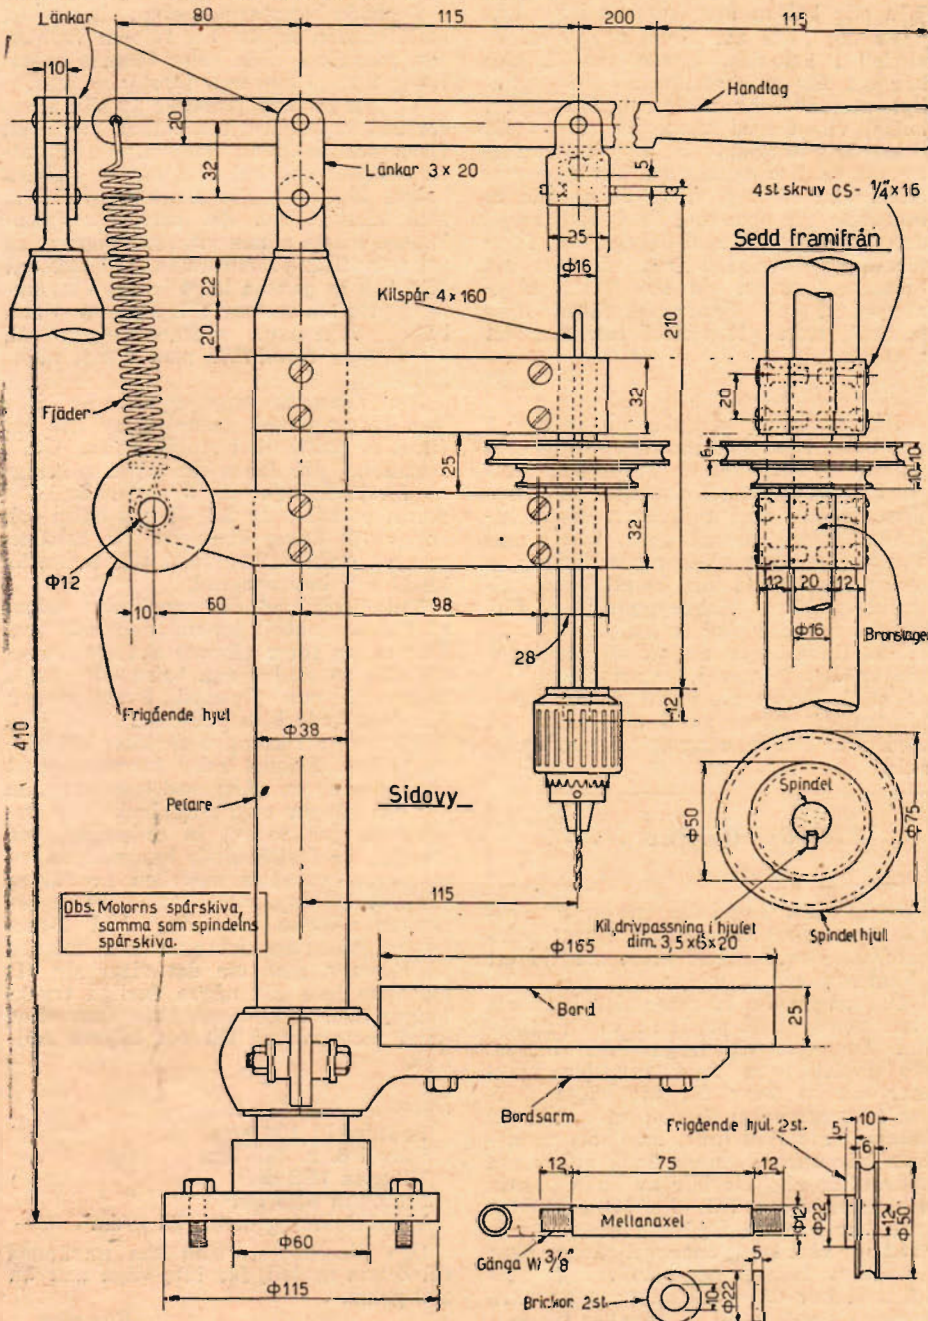 Länkar
80
115
200
115
10
Handtag
20
32
Länkar 3 x 20
5
3
4 st skruv CS- 1/4" x 16
25
Sedd framifrån
Φ16
22
Kilspår 4 x 160
210
20
Fjäder
32
20
25
6
10
10
32
Φ12
12
20
12
10
60
98
Φ16
Bronslager
28
Frigående hjul
12
410
Φ38
Pelare
Sidovy
Spindel
Φ50
Φ75
115
Obs. Motorns spårskiva,
samma som spindelns
spårskiva.
Kil, drivpassning i hjulet
dim. 3,5 x 6 x 20
Spindel hjull
Φ165
Bord
25
Bordsarm
Frigående hjul. 2st.
10
5
6
12
75
12
Mellanaxel
Φ12
Φ22
12
Φ50
Gänga W 3/8"
Φ60
5
Φ115
Brickor. 2st.
10
Φ22